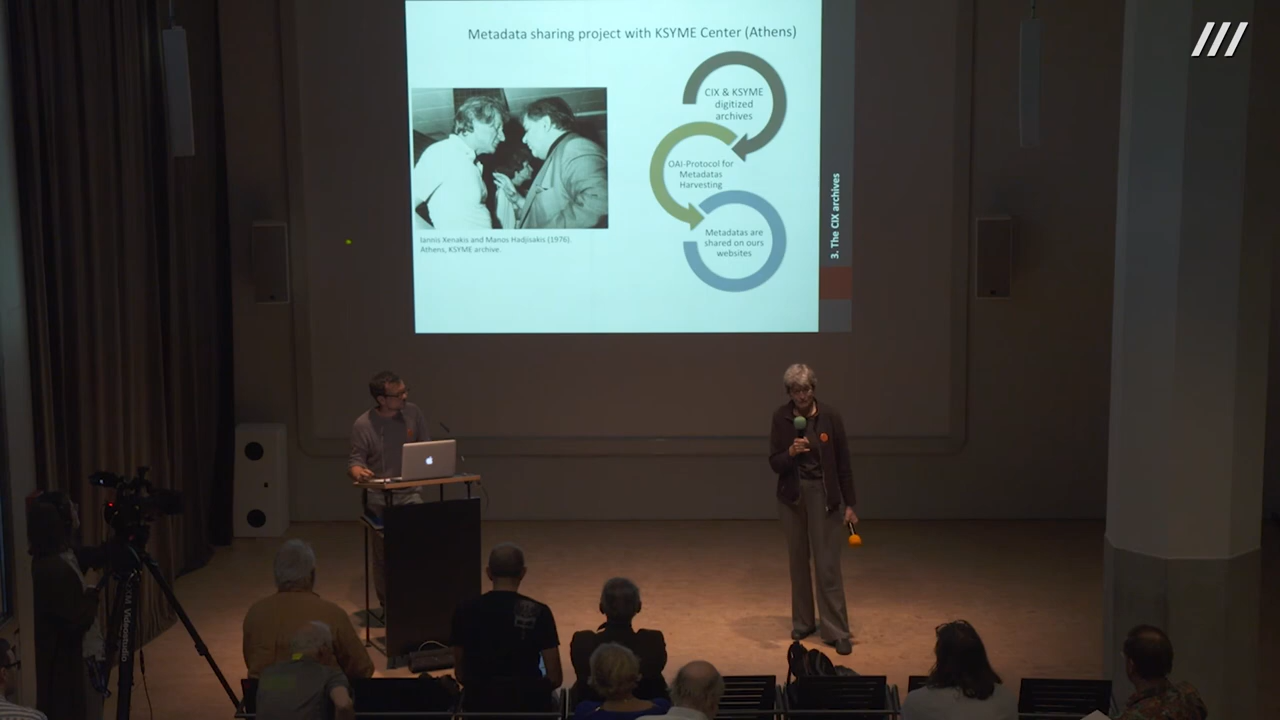 Metadata sharing project with KSYME Center (Athens)
CIX & KSYME
digitized
archives
OAI-Protocol for
Metadatas
Harvesting
Metadatas are
shared on ours
websites
Iannis Xenakis and Manos Hadjisakis (1976).
Athens, KSYME archive.
3. The CIX archives
Videostudio